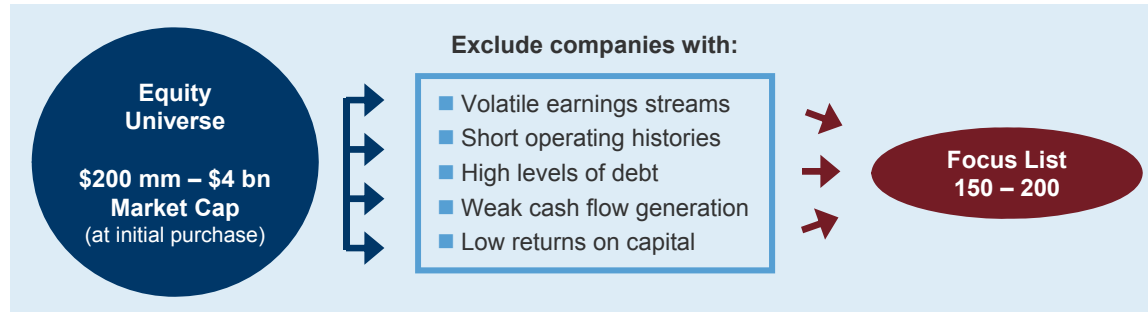 Equity
Universe
$200 mm – $4 bn
Market Cap
(at initial purchase)
Exclude companies with:
■ Volatile earnings streams
■ Short operating histories
■ High levels of debt
■ Weak cash flow generation
■ Low returns on capital
Focus List
150 – 200